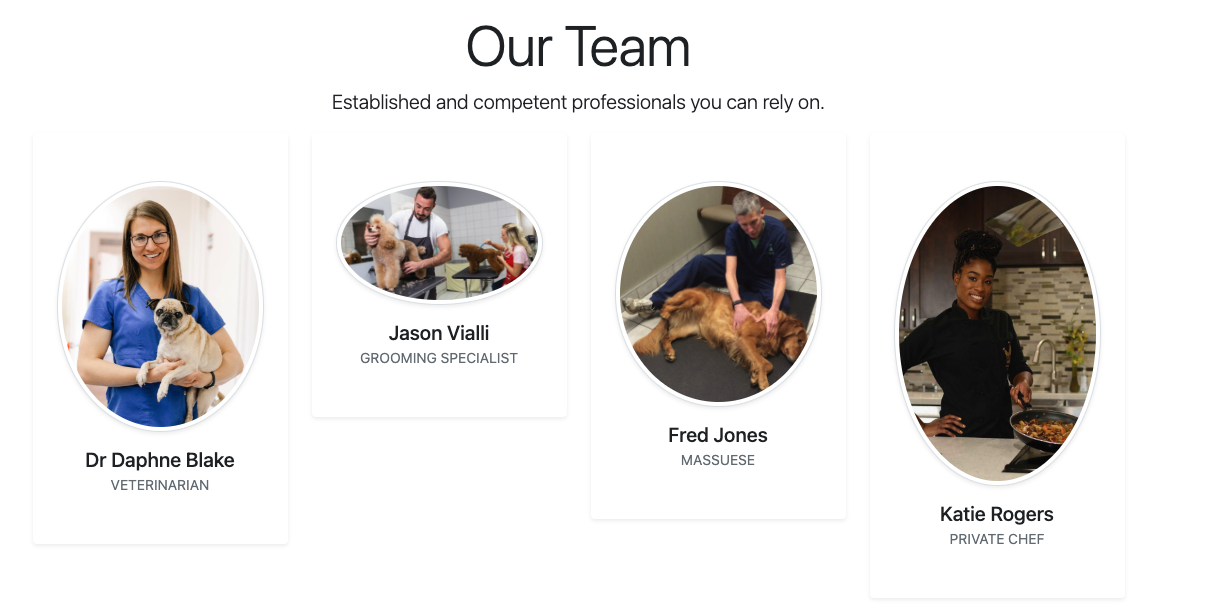 Our Team
Established and competent professionals you can rely on.
Dr Daphne Blake
VETERINARIAN
Jason Vialli
GROOMING SPECIALIST
Fred Jones
MASSUESE
Katie Rogers
PRIVATE CHEF